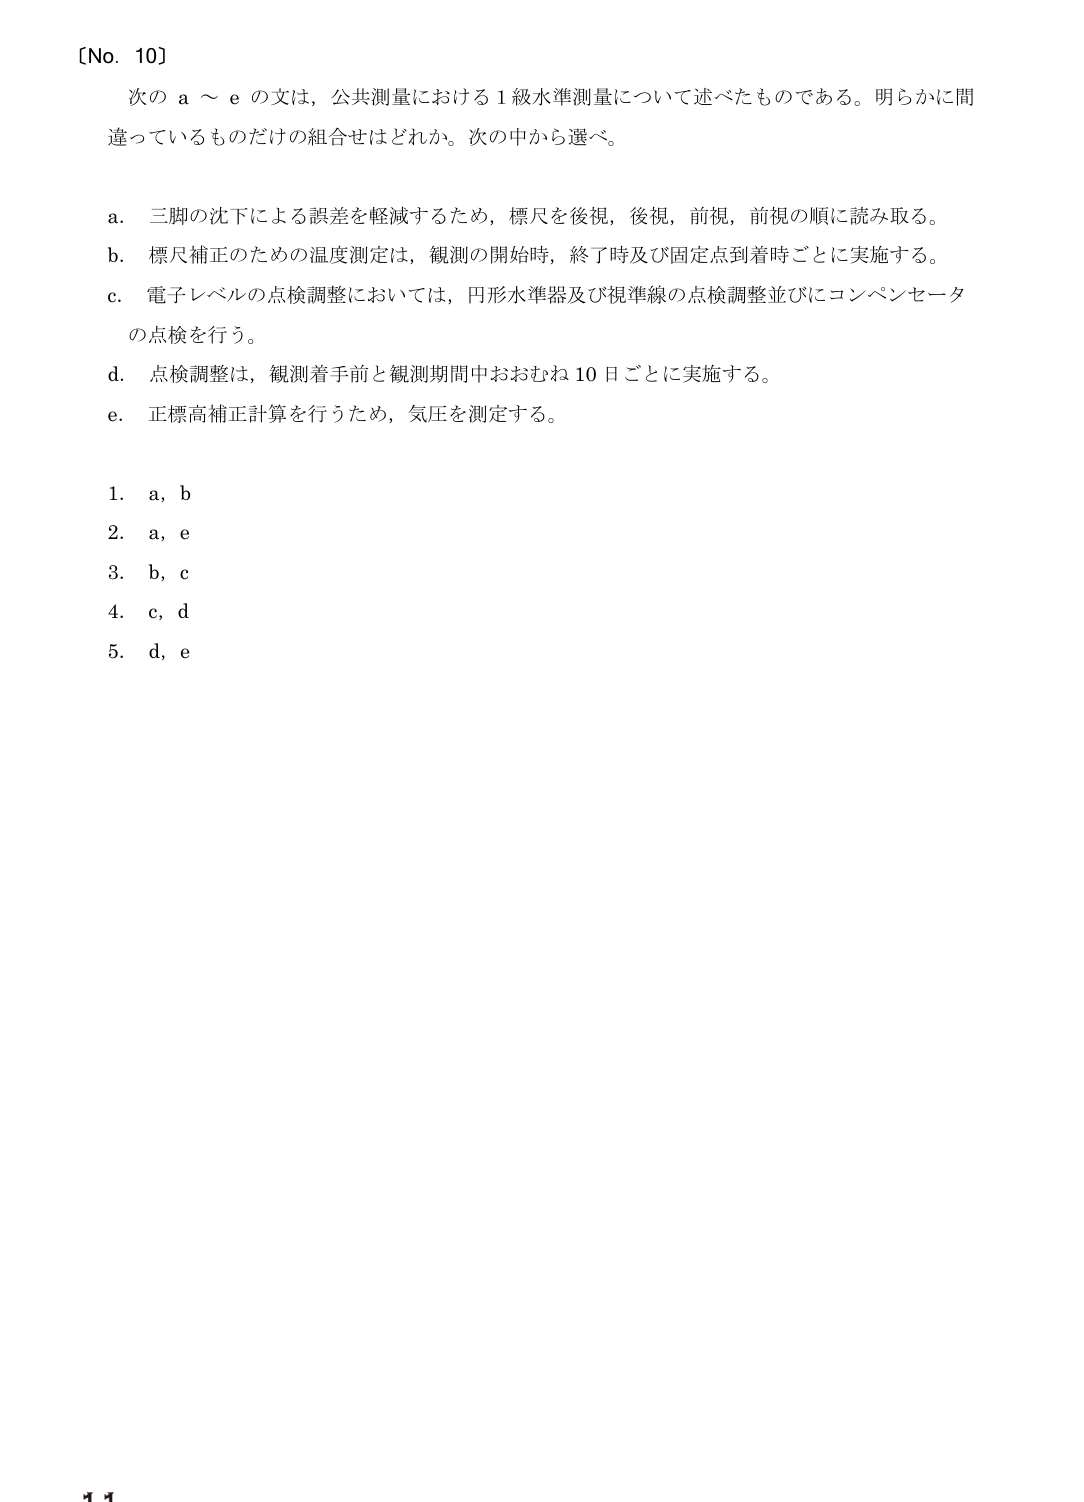 〔No. 10〕
次の a ～ e の文は，公共測量における 1 級水準測量について述べたものである。明らかに間
違っているものだけの組合せはどれか。次の中から選べ。
a. 三脚の沈下による誤差を軽減するため，標尺を後視，後視，前視，前視の順に読み取る。
b. 標尺補正のための温度測定は，観測の開始時，終了時及び固定点到着時ごとに実施する。
c. 電子レベルの点検調整においては，円形水準器及び視準線の点検調整並びにコンペンセータ
の点検を行う。
d. 点検調整は，観測着手前と観測期間中おおむね 10 日ごとに実施する。
e. 正標高補正計算を行うため，気圧を測定する。
1. a，b
2. a，e
3. b，c
4. c，d
5. d，e